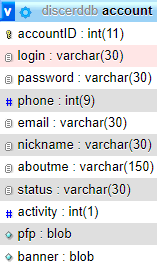 v discerddb account
accountID : int(11)
login : varchar(30)
password : varchar(30)
# phone : int(9)
email : varchar(30)
nickname : varchar(30)
aboutme : varchar(150)
status : varchar(30)
# activity : int(1)
pfp : blob
banner : blob